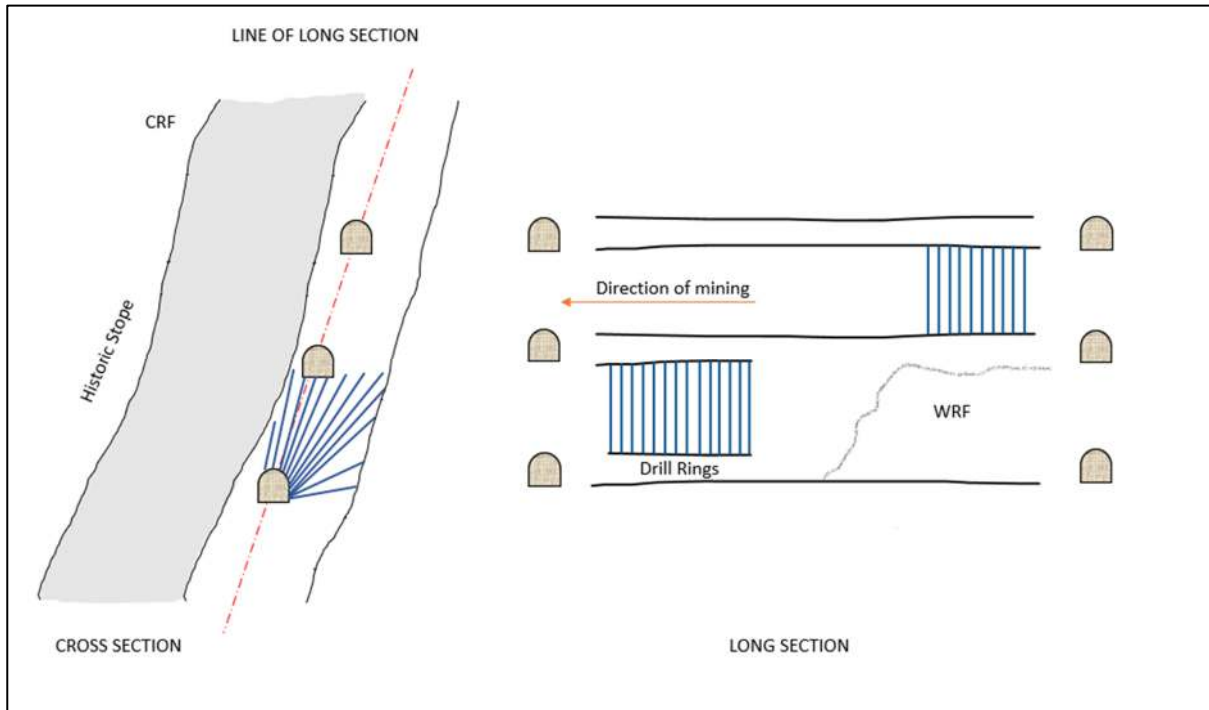 LINE OF LONG SECTION
CRF
Historic Stope
Direction of mining
WRF
Drill Rings
CROSS SECTION
LONG SECTION